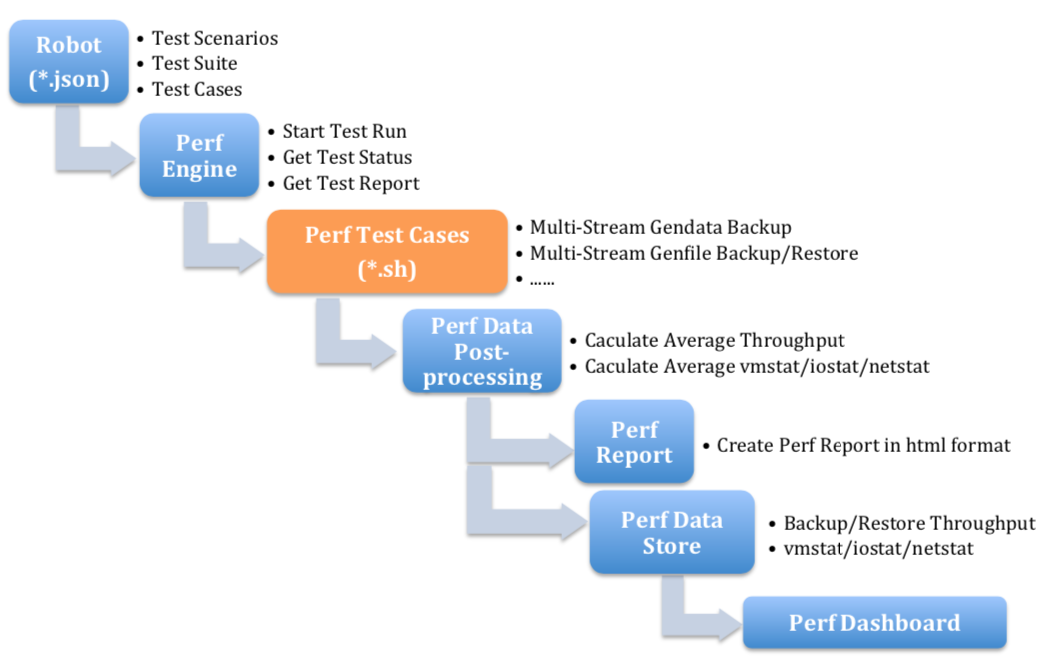 Robot
(*.json)
• Test Scenarios
• Test Suite
• Test Cases
Perf
Engine
• Start Test Run
• Get Test Status
• Get Test Report
Perf Test Cases
(*.sh)
• Multi-Stream Gendata Backup
• Multi-Stream Genfile Backup/Restore
• ......
Perf Data
Post-
processing
• Caculate Average Throughput
• Caculate Average vmstat/iostat/netstat
Perf
Report
• Create Perf Report in html format
Perf Data
Store
• Backup/Restore Throughput
• vmstat/iostat/netstat
Perf Dashboard